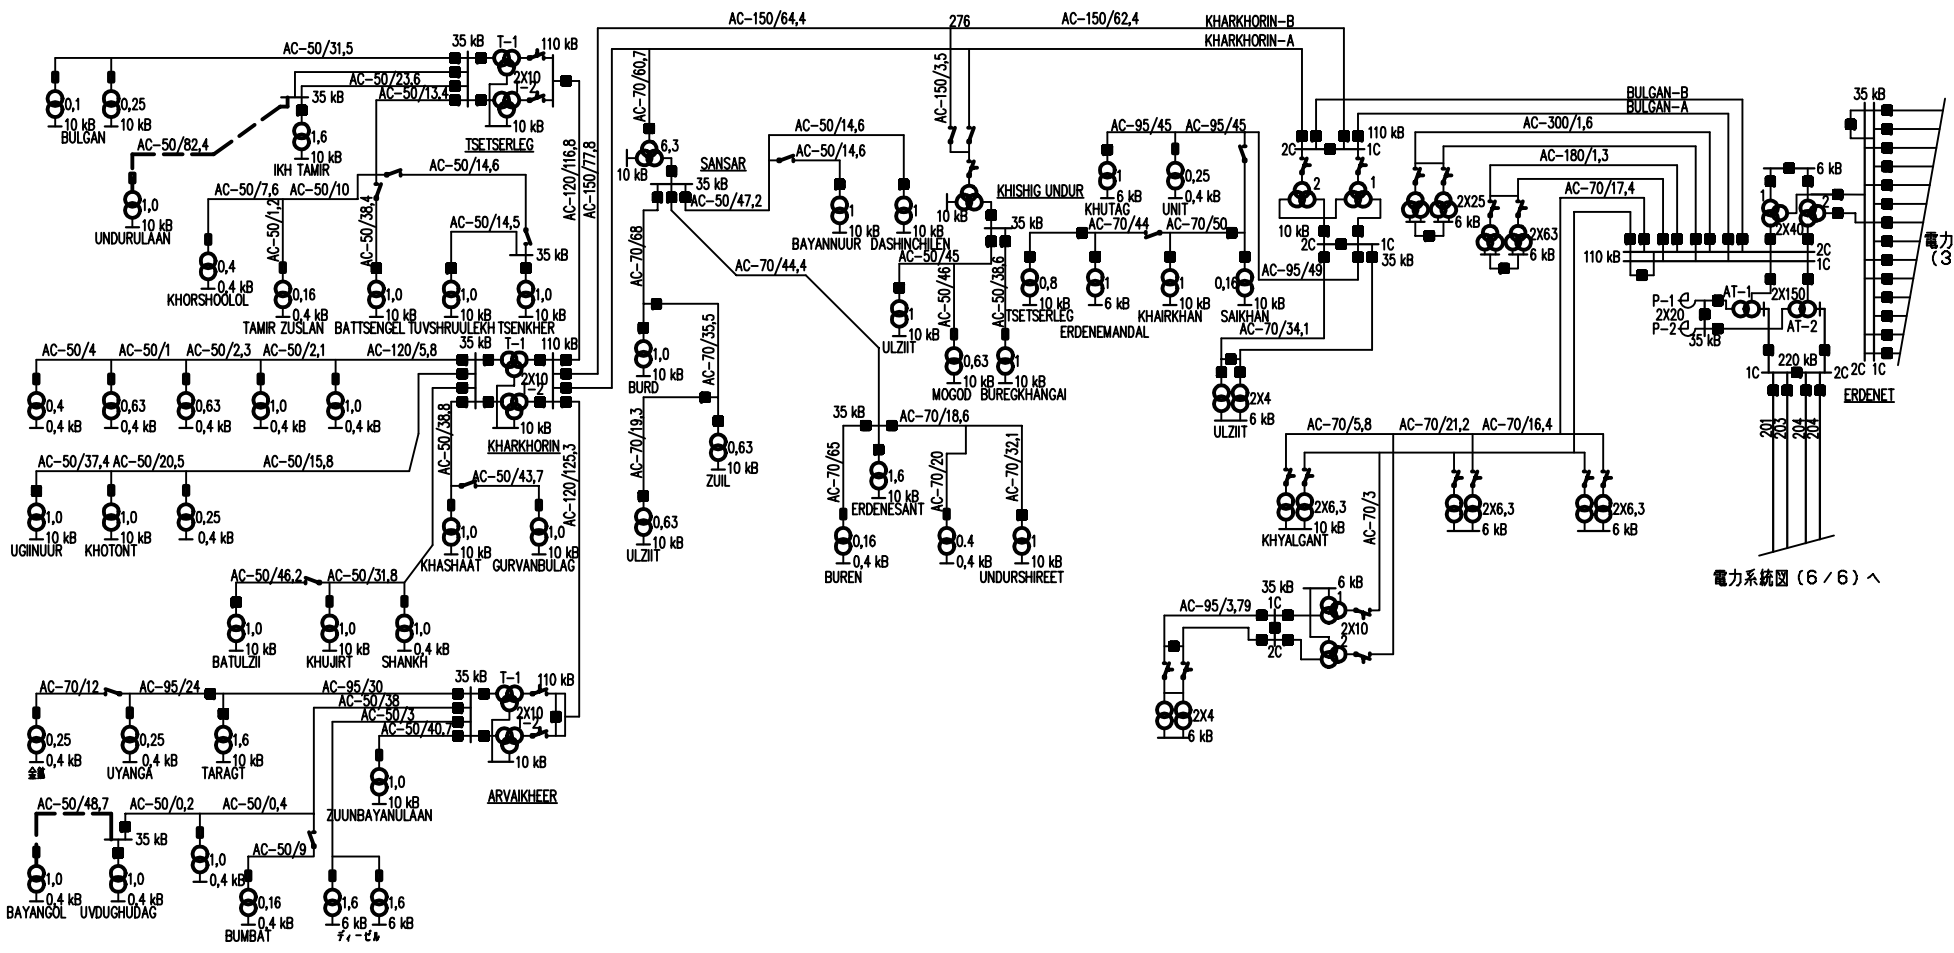 AC-150/64,4
276
AC-150/62,4
KHARKHORIN-B
KHARKHORIN-A
AC-50/31,5
35 kB
T-1
110 kB
AC-50/23,6
AC-50/13,4
2X10
-2
10 kB
TSETSERLEG
0,1
10 kB
BULGAN
0,25
10 kB
35 kB
1,6
10 kB
IKH TAMIR
AC-50/82,4
1,0
10 kB
UNDURULAAN
AC-50/7,6
AC-50/10
AC-50/14,6
AC-50/1,2
AC-50/38,4
AC-50/14,5
35 kB
0,4
0,4 kB
KHORSHOOLOL
0,16
0,4 kB
TAMIR ZUSLAN
1,0
10 kB
BATTSENGEL
1,0
10 kB
TUVSHRUULEKH
1,0
10 kB
TSENKHER
AC-120/116,8
AC-150/77,8
AC-50/4
AC-50/1
AC-50/2,3
AC-50/2,1
AC-120/5,8
35 kB
T-1
110 kB
2X10
T-2
10 kB
KHARKHORIN
0,4
0,4 kB
0,63
0,4 kB
0,63
0,4 kB
1,0
0,4 kB
1,0
0,4 kB
AC-50/37,4
AC-50/20,5
AC-50/15,8
1,0
10 kB
UGIINUUR
1,0
10 kB
KHOTONT
0,25
0,4 kB
AC-50/38,8
AC-50/43,7
1,0
10 kB
KHASHAAT
1,0
10 kB
GURVANBULAG
AC-120/125,3
AC-50/46,2
AC-50/31,8
1,0
10 kB
BATULZII
1,0
10 kB
KHUJIRT
1,0
0,4 kB
SHANKH
AC-70/12
AC-95/24
AC-95/30
AC-50/38
AC-50/3
AC-50/40,7
35 kB
T-1
110 kB
2X10
-2
10 kB
ARVAIKHEER
0,25
0,4 kB
0,25
0,4 kB
UYANGA
1,6
10 kB
TARAGT
1,0
10 kB
ZUUNBAYANULAAN
AC-50/48,7
AC-50/0,2
AC-50/0,4
35 kB
1,0
0,4 kB
BAYANGOL
1,0
0,4 kB
UVDUGHUDAG
1,0
0,4 kB
AC-50/9
0,16
0,4 kB
BUMBAT
1,6
6 kB
1,6
6 kB
ディーゼル
AC-70/60,7
6,3
10 kB
SANSAR
35 kB
AC-50/47,2
AC-50/14,6
AC-50/14,6
1
10 kB
BAYANNUUR
1
10 kB
DASHINCHILEN
AC-70/68
AC-70/44,4
AC-70/35,5
1,0
10 kB
BURD
AC-70/19,3
0,63
10 kB
ZUIL
0,63
10 kB
ULZIIT
35 kB
AC-70/18,6
AC-70/65
1,6
10 kB
ERDENESANT
AC-70/20
AC-70/32,1
0,16
0,4 kB
BUREN
0.4
0,4 kB
1
10 kB
UNDURSHIREET
AC-150/3,5
10 kB
KHISHIG UNDUR
35 kB
AC-50/45
AC-50/46
AC-50/38,6
1
10 kB
ULZIIT
0,63
10 kB
MOGOD
1
10 kB
BUREGKHANGAI
AC-95/45
AC-95/45
1
6 kB
KHUTAG
0,25
0,4 kB
UNIT
AC-70/44
AC-70/50
0,8
10 kB
TSETSERLEG
1
6 kB
ERDENEMANDAL
1
10 kB
KHAIRKHAN
0,16
10 kB
SAIKHAN
AC-95/49
AC-70/34,1
2X4
6 kB
ULZIIT
110 kB
2C
1C
2
1
10 kB
2C
1C
35 kB
BULGAN-B
BULGAN-A
AC-300/1,6
AC-180/1,3
AC-70/17,4
2X25
6 kB
2X63
6 kB
110 kB
2C
1C
6 kB
1
2
2X40
P-1
2X20
P-2
35 kB
AT-1
2X150
AT-2
220 kB
1C
2C
201
203
204
204
35 kB
2C 1C
ERDENET
電力
(3
AC-70/5,8
AC-70/21,2
AC-70/16,4
2X6,3
10 kB
KHYALGANT
2X6,3
6 kB
2X6,3
6 kB
AC-70/3
AC-95/3,79
35 kB
1C
2C
6 kB
1
2X10
2
2X4
6 kB
電力系統図(6/6)へ